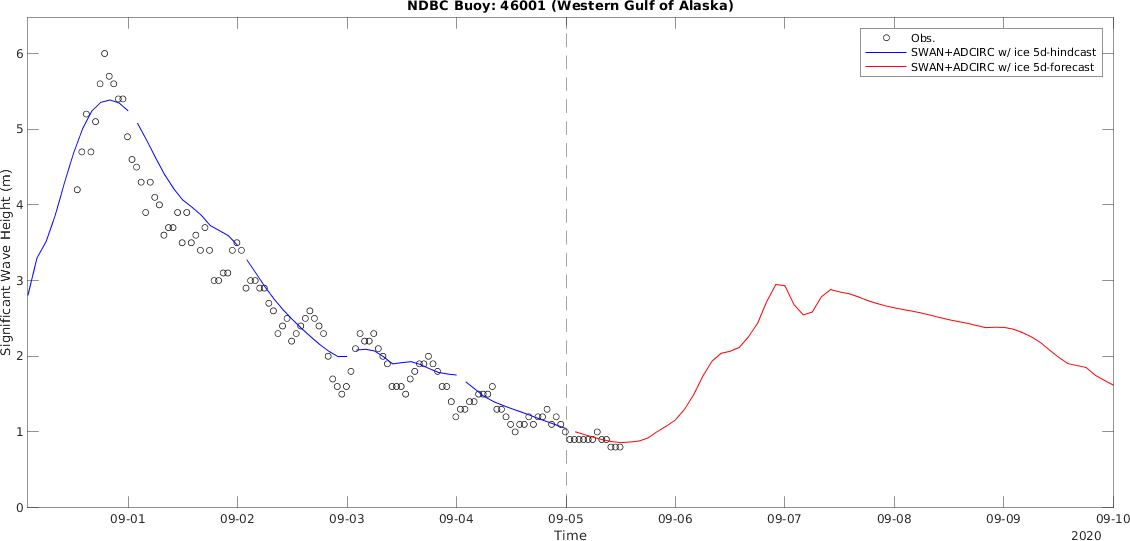 NDBC Buoy: 46001 (Western Gulf of Alaska)
Obs.
SWAN+ADCIRC w/ ice 5d-hindcast
SWAN+ADCIRC w/ ice 5d-forecast
Significant Wave Height (m)
6
5
4
3
2
1
0
09-01 09-02 09-03 09-04 09-05 09-06 09-07 09-08 09-09 09-10
Time
2020